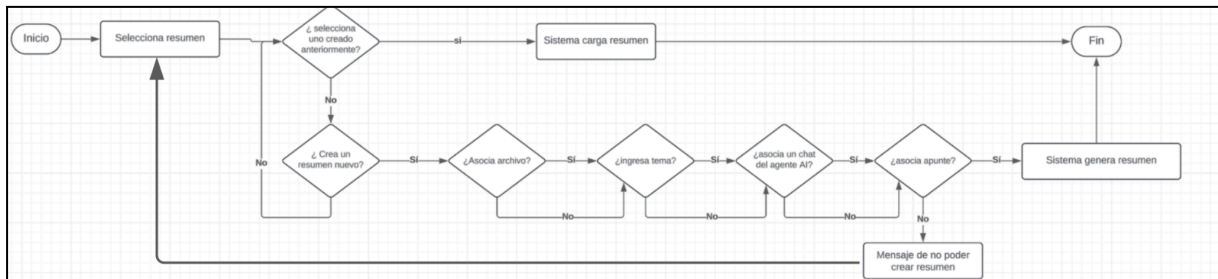 Inicio
Selecciona resumen
¿ selecciona
uno creado
anteriormente?
sí
Sistema carga resumen
Fin
No
¿ Crea un
resumen nuevo?
No
Sí
¿Asocia archivo?
Sí
¿ingresa tema?
Sí
¿asocia un chat
del agente AI?
Sí
¿asocia apunte?
Sí
Sistema genera resumen
No
No
No
No
Mensaje de no poder
crear resumen